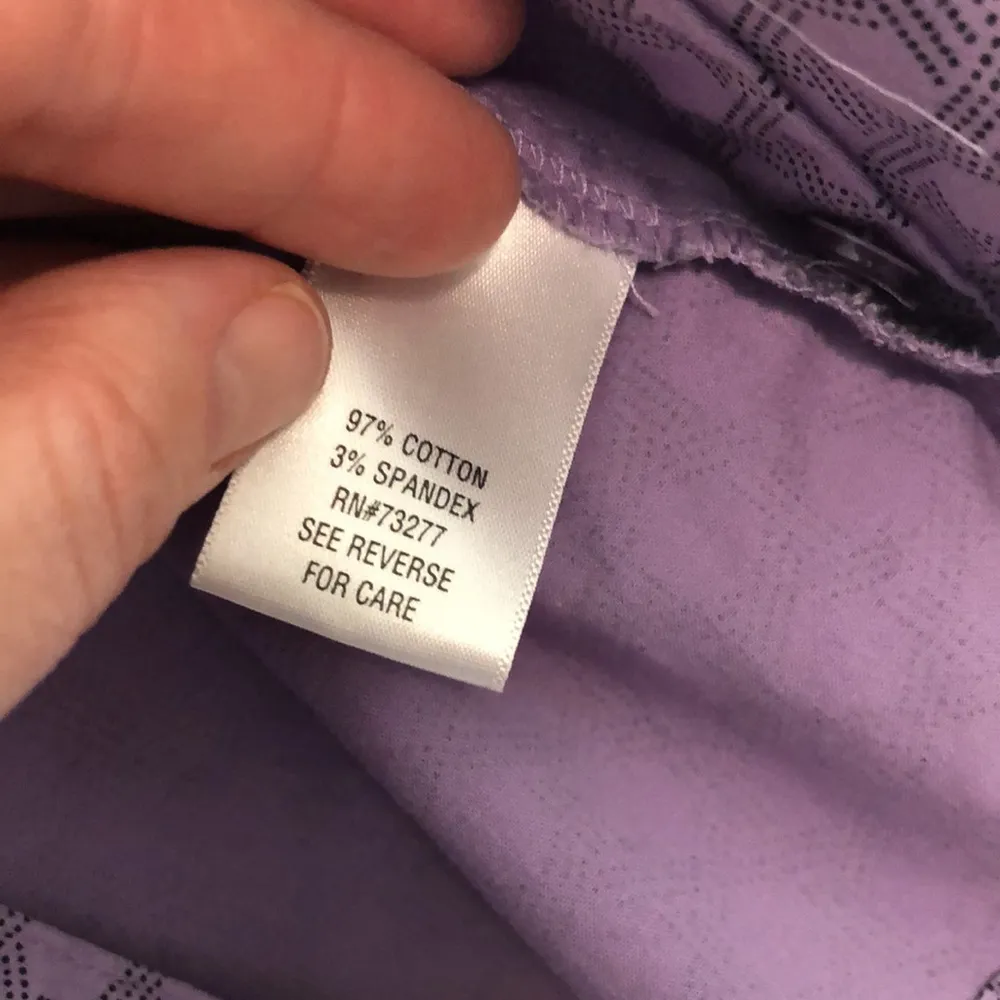 97% COTTON
3% SPANDEX
RN#73277
SEE REVERSE
FOR CARE